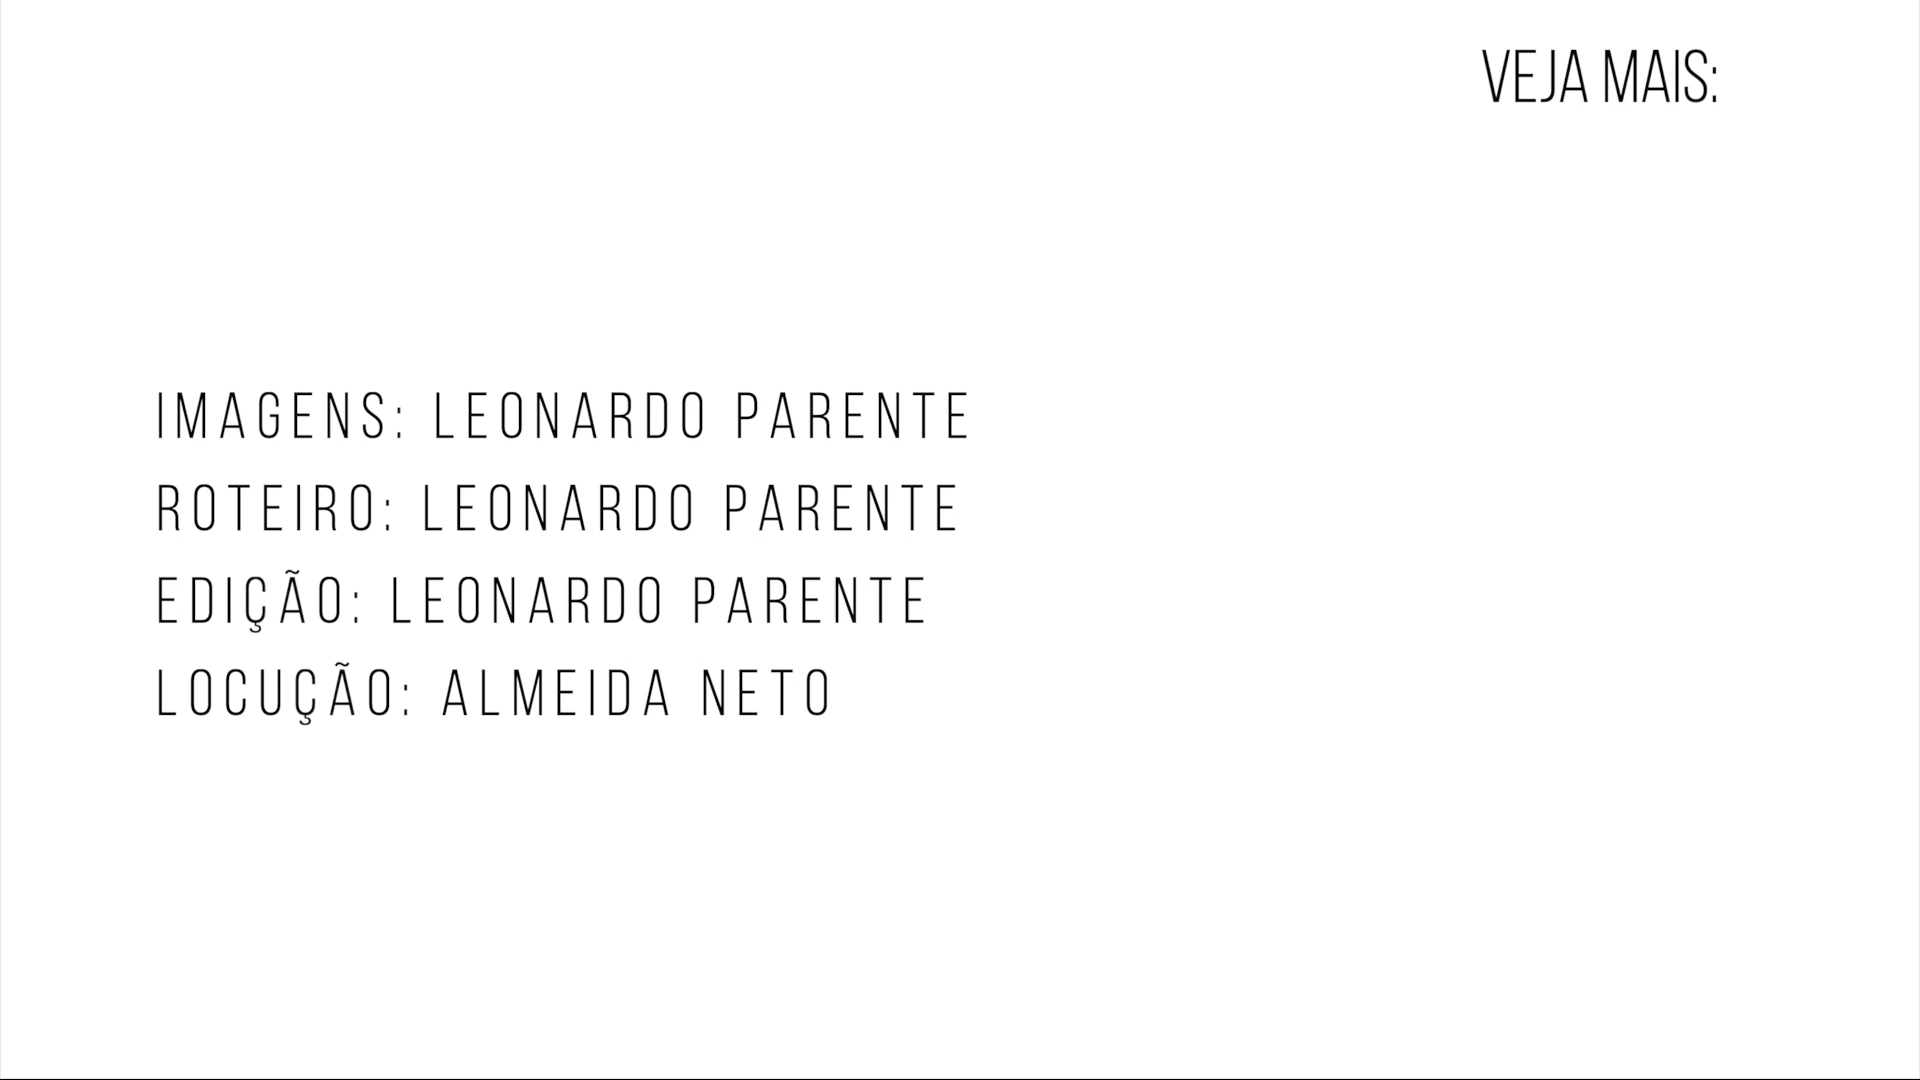 VEJA MAIS:
IMAGENS: LEONARDO PARENTE
ROTEIRO: LEONARDO PARENTE
EDIÇÃO: LEONARDO PARENTE
LOCUÇÃO: ALMEIDA NETO